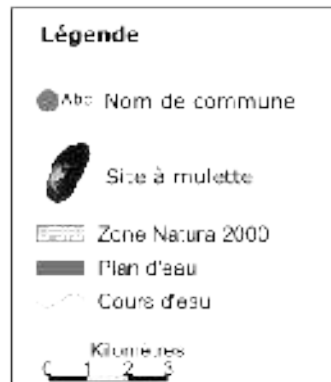 Légende
Abc Nom de commune
Site à mulette
Zone Natura 2000
Plan d'eau
Cours d'eau
Kilomètres
0 1 2 3